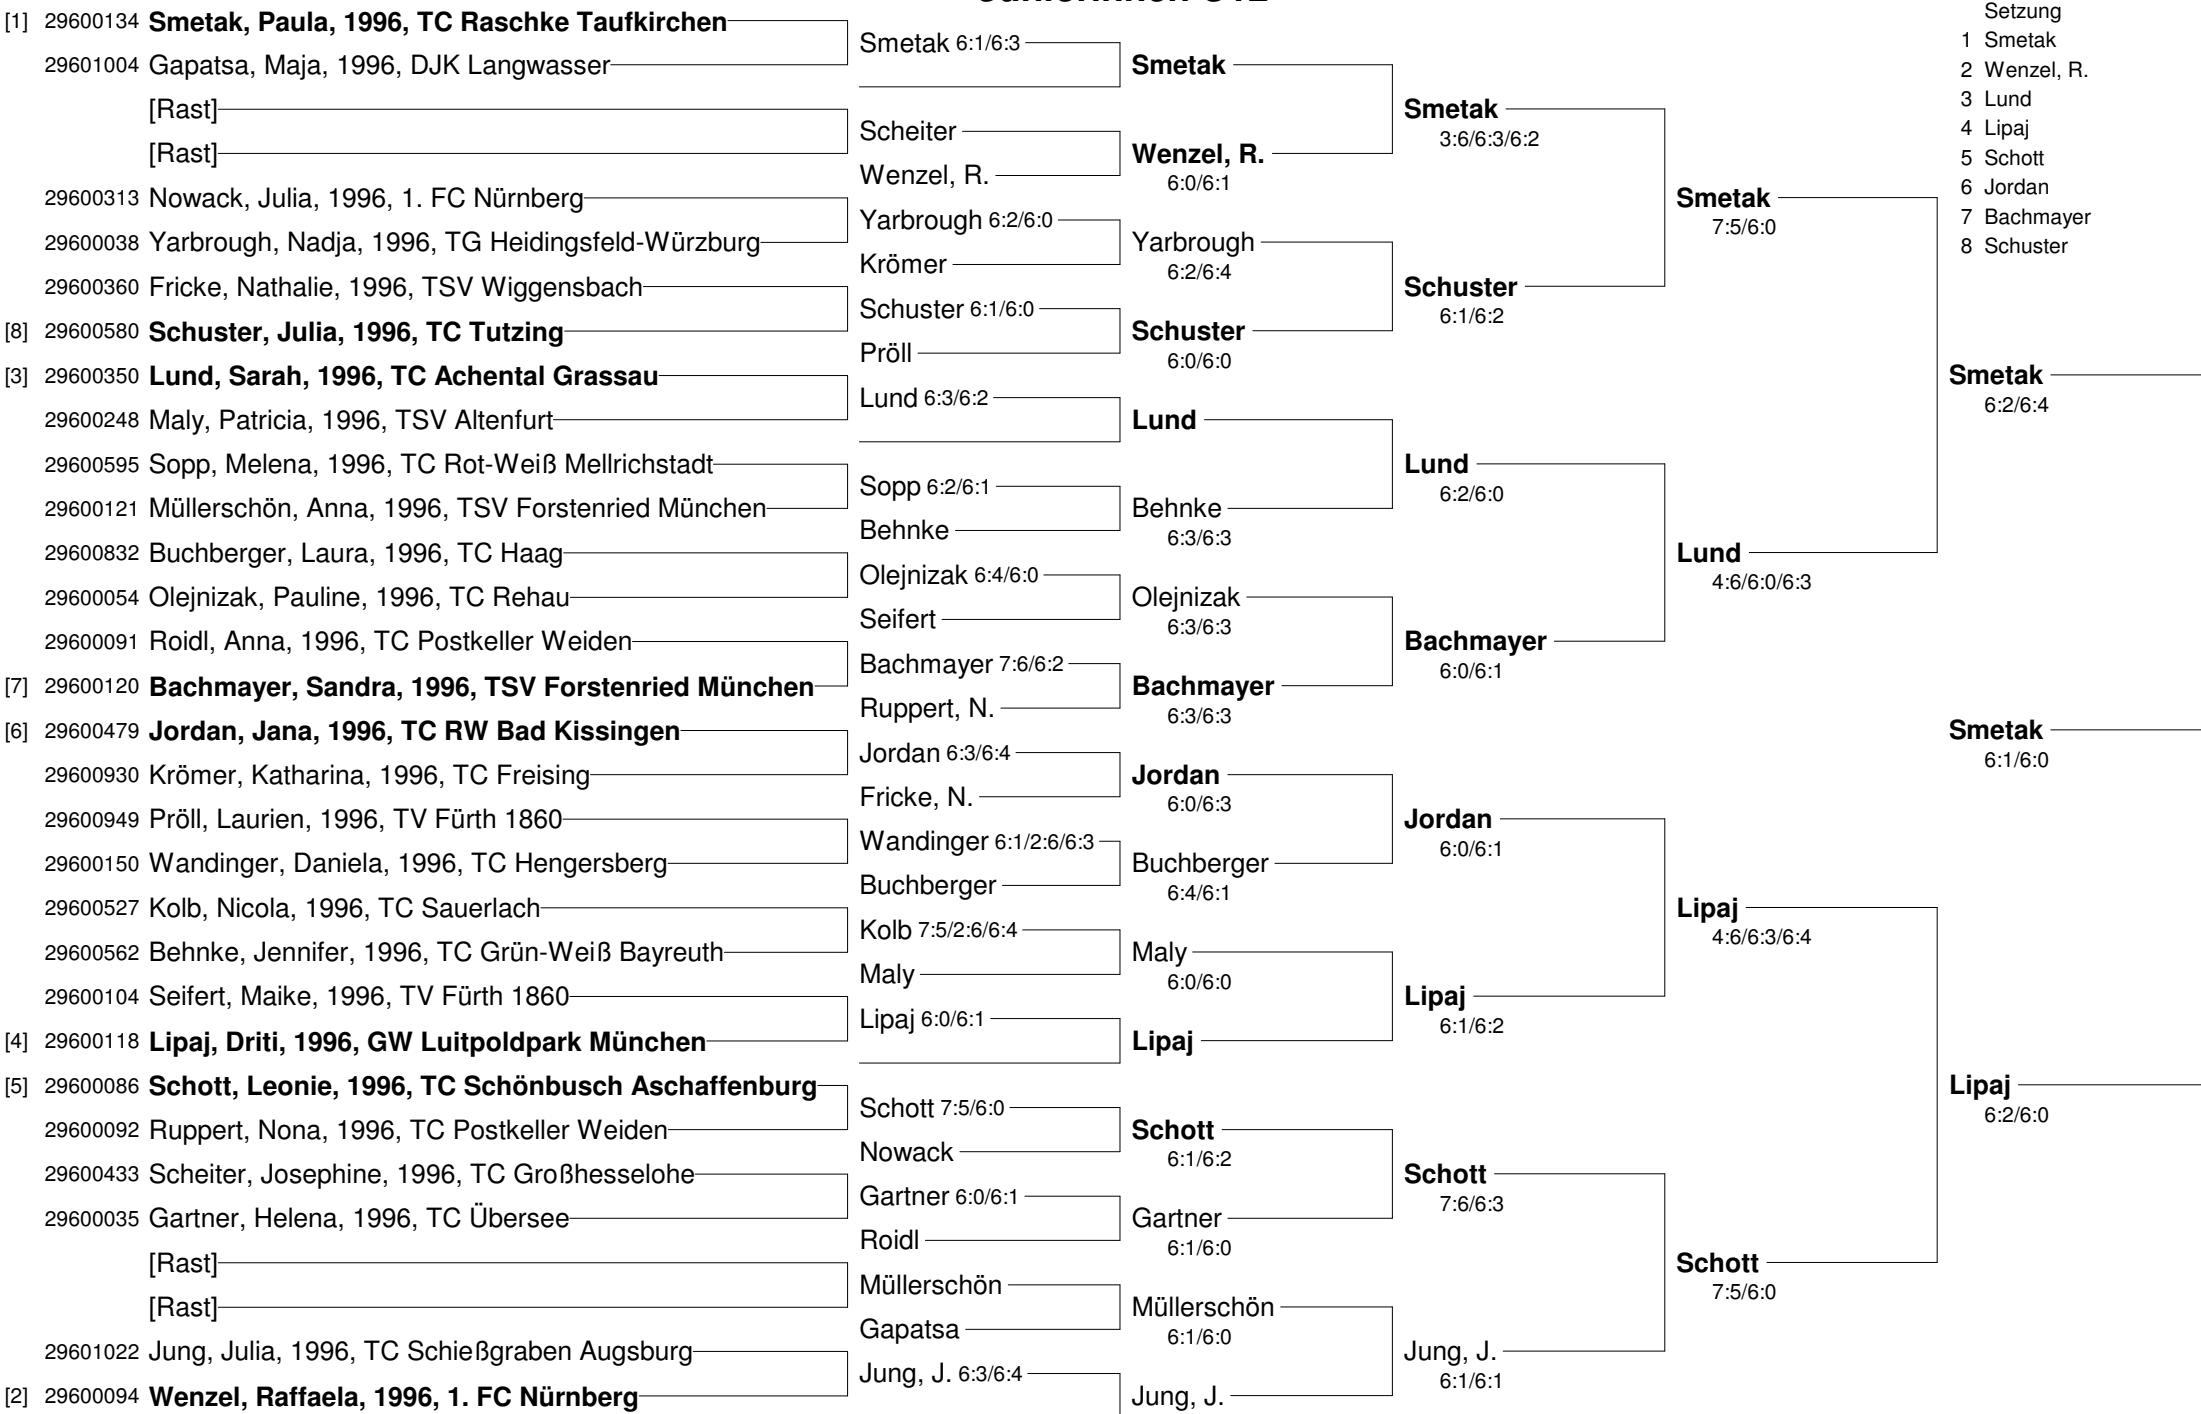 [1] 29600134 Smetak, Paula, 1996, TC Raschke Taufkirchen
29601004 Gapatsa, Maja, 1996, DJK Langwasser
[Rast]
[Rast]
29600313 Nowack, Julia, 1996, 1. FC Nürnberg
29600038 Yarbrough, Nadja, 1996, TG Heidingsfeld-Würzburg
29600360 Fricke, Nathalie, 1996, TSV Wiggensbach
[8] 29600580 Schuster, Julia, 1996, TC Tutzing
[3] 29600350 Lund, Sarah, 1996, TC Achental Grassau
29600248 Maly, Patricia, 1996, TSV Altenfurt
29600595 Sopp, Melena, 1996, TC Rot-Weiß Mellrichstadt
29600121 Müllerschön, Anna, 1996, TSV Forstenried München
29600832 Buchberger, Laura, 1996, TC Haag
29600054 Olejnizak, Pauline, 1996, TC Rehau
29600091 Roidl, Anna, 1996, TC Postkeller Weiden
[7] 29600120 Bachmayer, Sandra, 1996, TSV Forstenried München
[6] 29600479 Jordan, Jana, 1996, TC RW Bad Kissingen
29600930 Krömer, Katharina, 1996, TC Freising
29600949 Pröll, Laurien, 1996, TV Fürth 1860
29600150 Wandinger, Daniela, 1996, TC Hengersberg
29600527 Kolb, Nicola, 1996, TC Sauerlach
29600562 Behnke, Jennifer, 1996, TC Grün-Weiß Bayreuth
29600104 Seifert, Maike, 1996, TV Fürth 1860
[4] 29600118 Lipaj, Driti, 1996, GW Luitpoldpark München
[5] 29600086 Schott, Leonie, 1996, TC Schönbusch Aschaffenburg
29600092 Ruppert, Nona, 1996, TC Postkeller Weiden
29600433 Scheiter, Josephine, 1996, TC Großhesselohe
29600035 Gartner, Helena, 1996, TC Übersee
[Rast]
[Rast]
29601022 Jung, Julia, 1996, TC Schießgraben Augsburg
[2] 29600094 Wenzel, Raffaela, 1996, 1. FC Nürnberg
Smetak 6:1/6:3
Scheiter
Wenzel, R.
Yarbrough 6:2/6:0
Krömer
Schuster 6:1/6:0
Pröll
Lund 6:3/6:2
Sopp 6:2/6:1
Behnke
Olejnizak 6:4/6:0
Seifert
Bachmayer 7:6/6:2
Ruppert, N.
Jordan 6:3/6:4
Fricke, N.
Wandinger 6:1/2:6/6:3
Buchberger
Kolb 7:5/2:6/6:4
Maly
Lipaj 6:0/6:1
Schott 7:5/6:0
Nowack
Gartner 6:0/6:1
Roidl
Müllerschön
Gapatsa
Jung, J. 6:3/6:4
Smetak
Wenzel, R.
6:0/6:1
Yarbrough
6:2/6:4
Schuster
6:0/6:0
Lund
Behnke
6:3/6:3
Olejnizak
6:3/6:3
Bachmayer
6:3/6:3
Jordan
6:0/6:3
Buchberger
6:4/6:1
Maly
6:0/6:0
Lipaj
Schott
6:1/6:2
Gartner
6:1/6:0
Müllerschön
6:1/6:0
Jung, J.
Smetak
3:6/6:3/6:2
Schuster
6:1/6:2
Lund
6:2/6:0
Bachmayer
6:0/6:1
Jordan
6:0/6:1
Lipaj
6:1/6:2
Schott
7:6/6:3
Jung, J.
6:1/6:1
Smetak
7:5/6:0
Lund
4:6/6:0/6:3
Lipaj
4:6/6:3/6:4
Schott
7:5/6:0
Setzung
1 Smetak
2 Wenzel, R.
3 Lund
4 Lipaj
5 Schott
6 Jordan
7 Bachmayer
8 Schuster
Smetak
6:2/6:4
Smetak
6:1/6:0
Lipaj
6:2/6:0